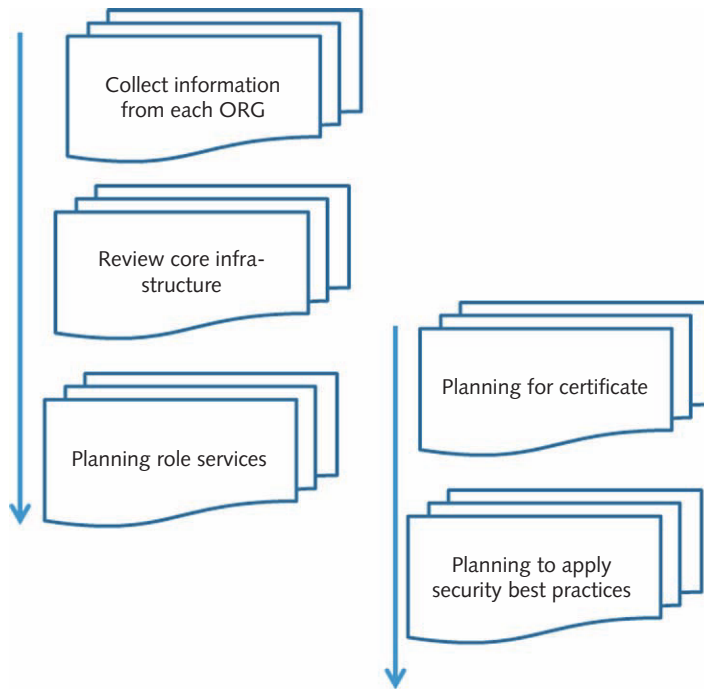 Collect information
from each ORG
Review core infra-
structure
Planning role services
Planning for certificate
Planning to apply
security best practices